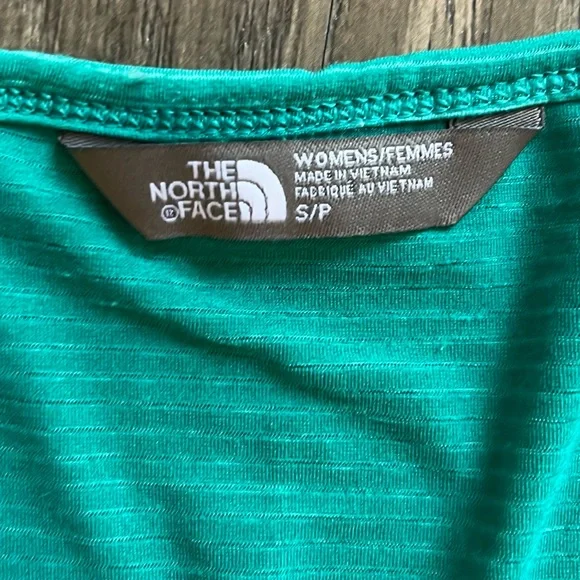 THE
NORTH
FACE
WOMENS/FEMMES
MADE IN VIETNAM
FABRIQUE AU VIETNAM
S/P